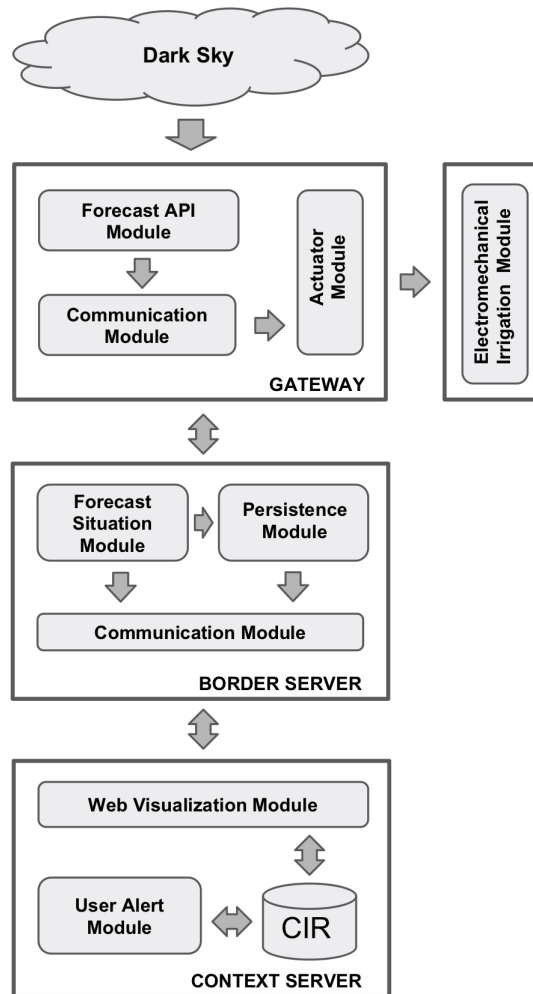 Dark Sky
Forecast API
Module
Communication
Module
Actuator
Module
GATEWAY
Electromechanical
Irrigation Module
Forecast
Situation
Module
Persistence
Module
Communication Module
BORDER SERVER
Web Visualization Module
User Alert
Module
CIR
CONTEXT SERVER